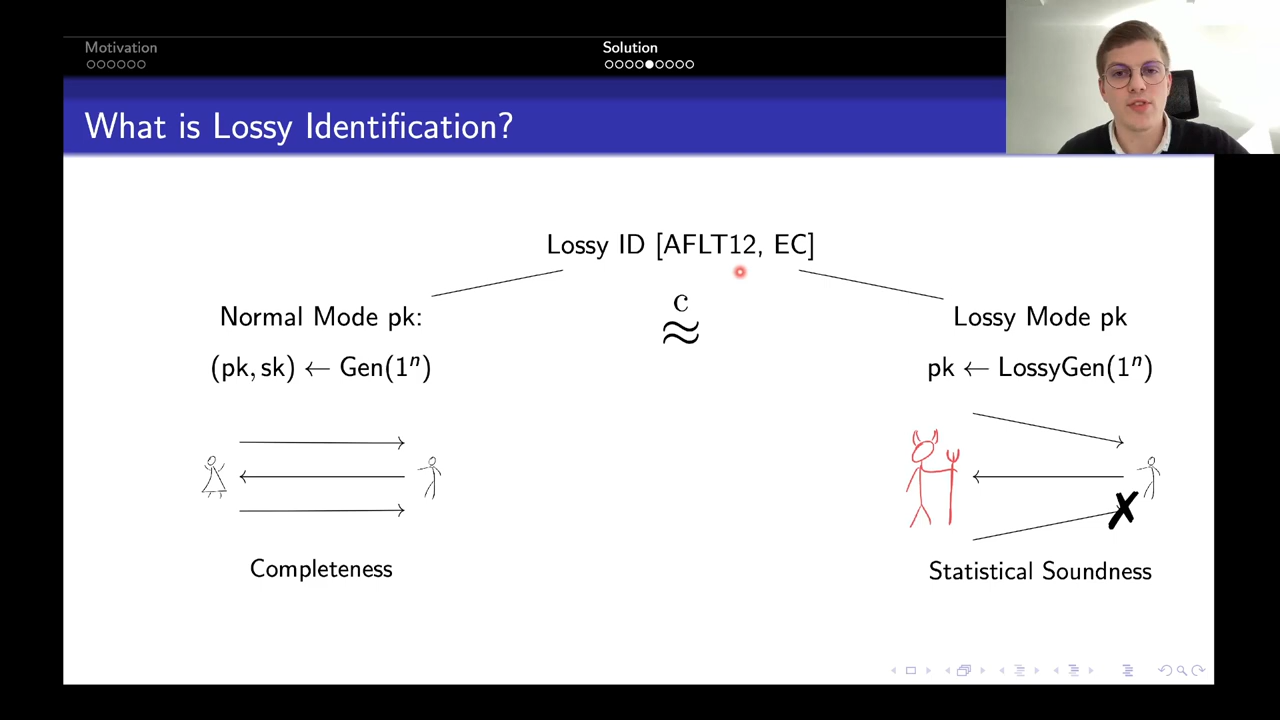 Motivation
Solution
What is Lossy Identification?
Lossy ID [AFLT12, EC]
c
≈
Normal Mode pk:
(pk, sk) ← Gen(1ⁿ)
Completeness
Lossy Mode pk
pk ← LossyGen(1ⁿ)
Statistical Soundness